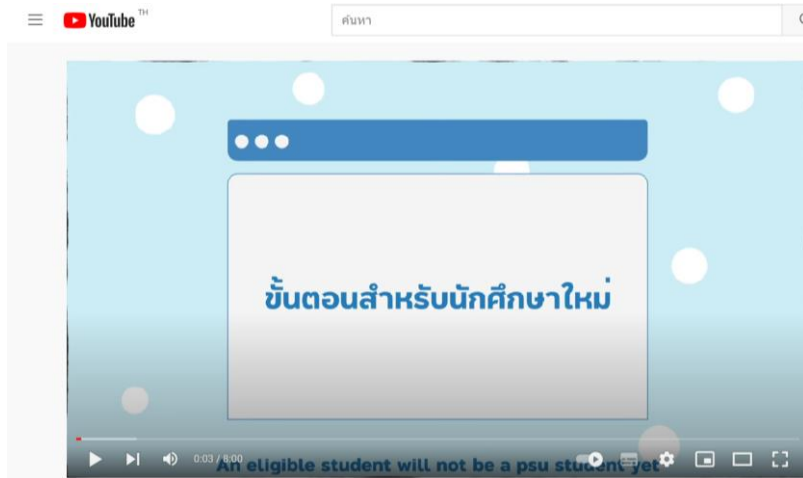 YouTube TH
ค้นหา
ขั้นตอนสำหรับนักศึกษาใหม่
0:03 / 8:00
An eligible student will not be a psu student yet